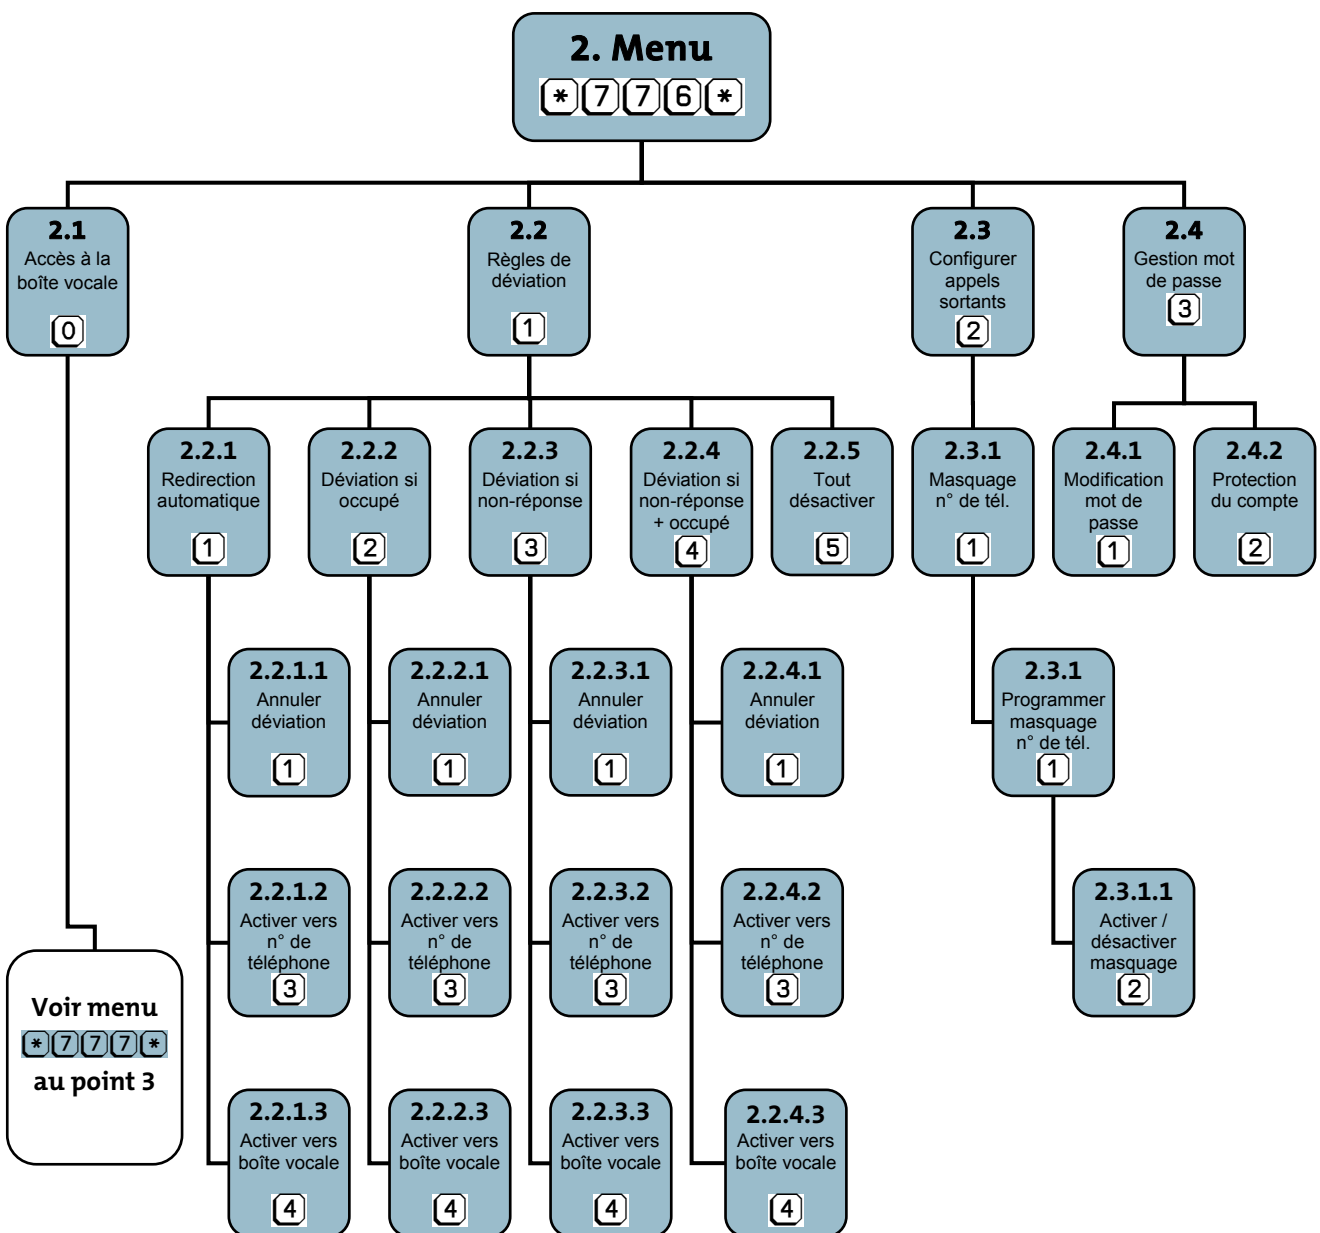 2. Menu
* 7 7 6 *
2.1
Accès à la
boîte vocale
0
2.2
Règles de
déviation
1
2.3
Configurer
appels
sortants
2
2.4
Gestion mot
de passe
3
2.2.1
Redirection
automatique
1
2.2.2
Déviation si
occupé
2
2.2.3
Déviation si
non-réponse
3
2.2.4
Déviation si
non-réponse
+ occupé
4
2.2.5
Tout
désactiver
5
2.3.1
Masquage
n° de tél.
1
2.4.1
Modification
mot de
passe
1
2.4.2
Protection
du compte
2
2.2.1.1
Annuler
déviation
1
2.2.2.1
Annuler
déviation
1
2.2.3.1
Annuler
déviation
1
2.2.4.1
Annuler
déviation
1
2.3.1
Programmer
masquage
n° de tél.
1
2.2.1.2
Activer vers
n° de
téléphone
3
2.2.2.2
Activer vers
n° de
téléphone
3
2.2.3.2
Activer vers
n° de
téléphone
3
2.2.4.2
Activer vers
n° de
téléphone
3
2.3.1.1
Activer /
désactiver
masquage
2
Voir menu
* 7 7 7 *
au point 3
2.2.1.3
Activer vers
boîte vocale
4
2.2.2.3
Activer vers
boîte vocale
4
2.2.3.3
Activer vers
boîte vocale
4
2.2.4.3
Activer vers
boîte vocale
4